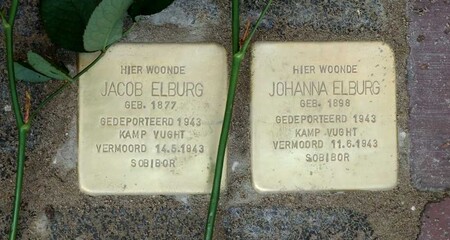 HIER WOONDE
JACOB ELBURG
GEB. 1877
GEDEPORTEERD 1943
KAMP VUGHT
VERMOORD 14.5.1943
SOBIBOR
HIER WOONDE
JOHANNA ELBURG
GEB. 1898
GEDEPORTEERD 1943
KAMP VUGHT
VERMOORD 11.6.1943
SOBIBOR